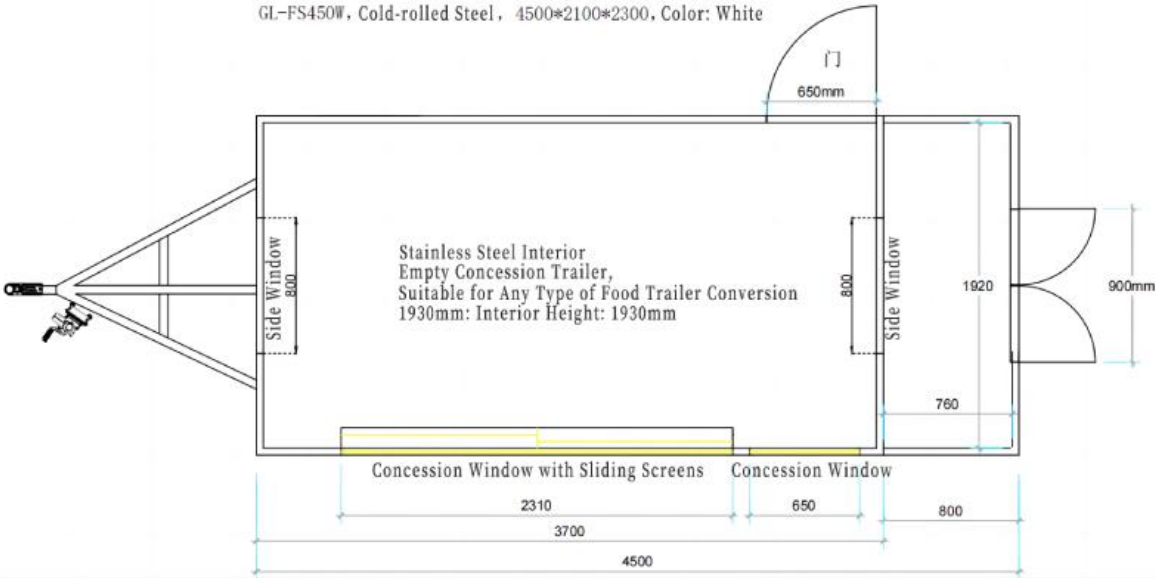 GL-FS450W, Cold-rolled Steel, 4500*2100*2300, Color: White
门
650mm
Side Window
800
Stainless Steel Interior
Empty Concession Trailer,
Suitable for Any Type of Food Trailer Conversion
1930mm: Interior Height: 1930mm
800
Side Window
1920
900mm
760
Concession Window with Sliding Screens
Concession Window
2310
650
800
3700
4500